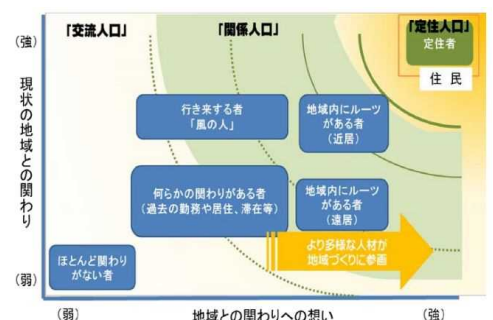 「交流人口」
「関係人口」
「定住人口」
定住者
住 民
(強)
現状の地域との関わり
(弱)
行き来する者
「風の人」
地域内にルーツ
がある者
(近居)
何らかの関わりがある者
(過去の勤務や居住、滞在等)
地域内にルーツ
がある者
(遠居)
より多様な人材が
地域づくりに参画
ほとんど関わり
がない者
(弱)
地域との関わりへの想い
(強)